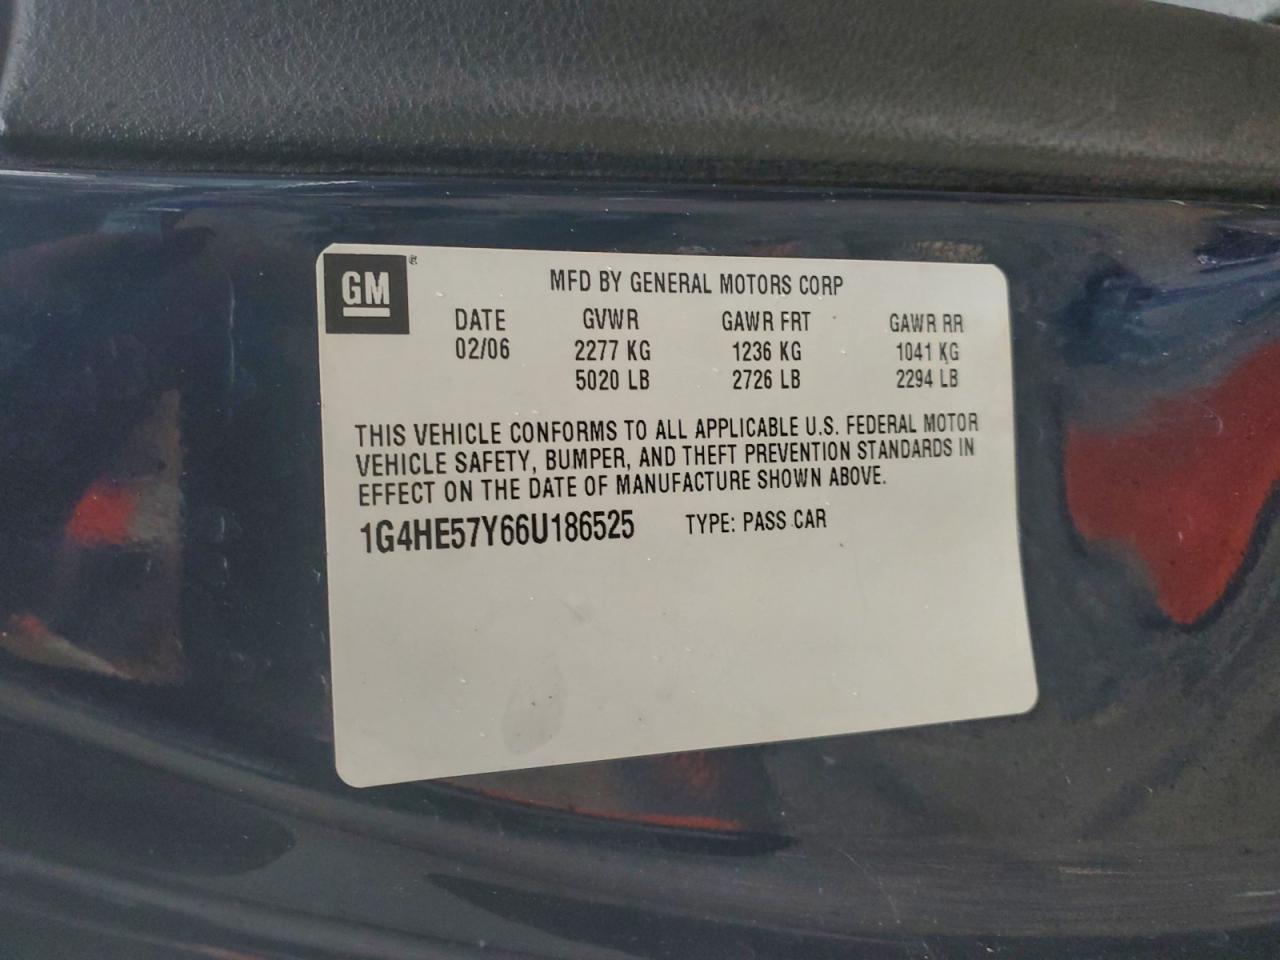 GM ®
MFD BY GENERAL MOTORS CORP
DATE GVWR GAWR FRT GAWR RR
02/06 2277 KG 1236 KG 1041 KG
5020 LB 2726 LB 2294 LB
THIS VEHICLE CONFORMS TO ALL APPLICABLE U.S. FEDERAL MOTOR
VEHICLE SAFETY, BUMPER, AND THEFT PREVENTION STANDARDS IN
EFFECT ON THE DATE OF MANUFACTURE SHOWN ABOVE.
1G4HE57Y66U186525 TYPE: PASS CAR